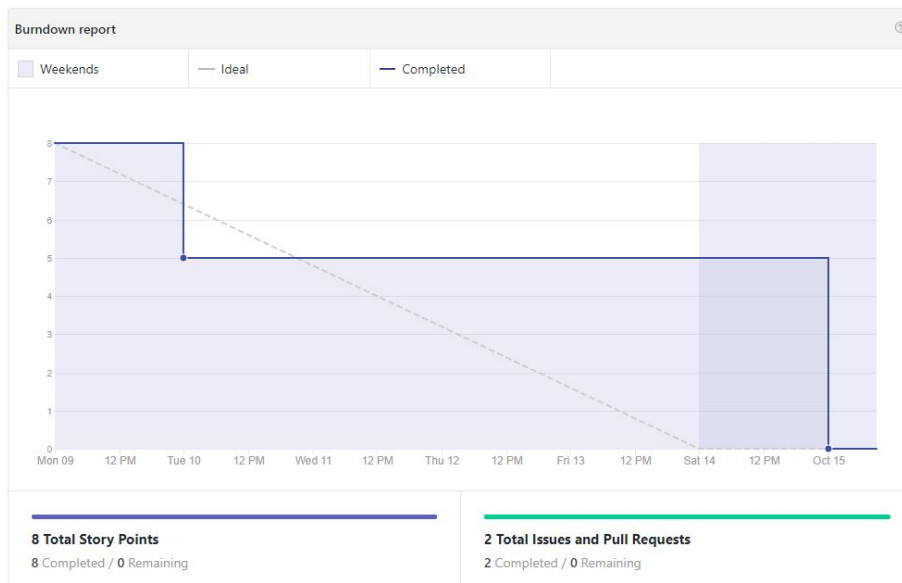 Burndown report
Weekends
Ideal
Completed
8
7
6
5
4
3
2
1
0
Mon 09 12 PM Tue 10 12 PM Wed 11 12 PM Thu 12 12 PM Fri 13 12 PM Sat 14 12 PM Oct 15
8 Total Story Points
8 Completed / 0 Remaining
2 Total Issues and Pull Requests
2 Completed / 0 Remaining